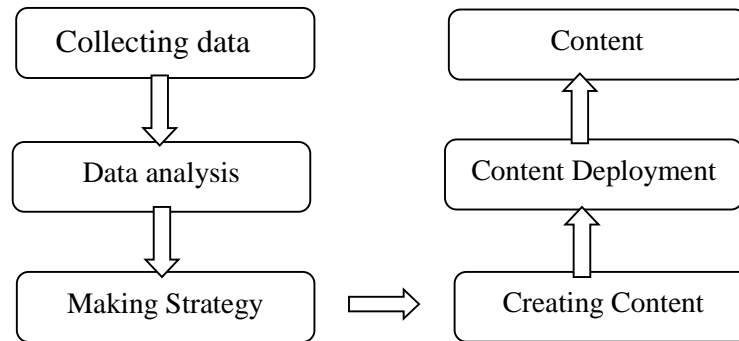 Collecting data
Data analysis
Making Strategy
Creating Content
Content Deployment
Content